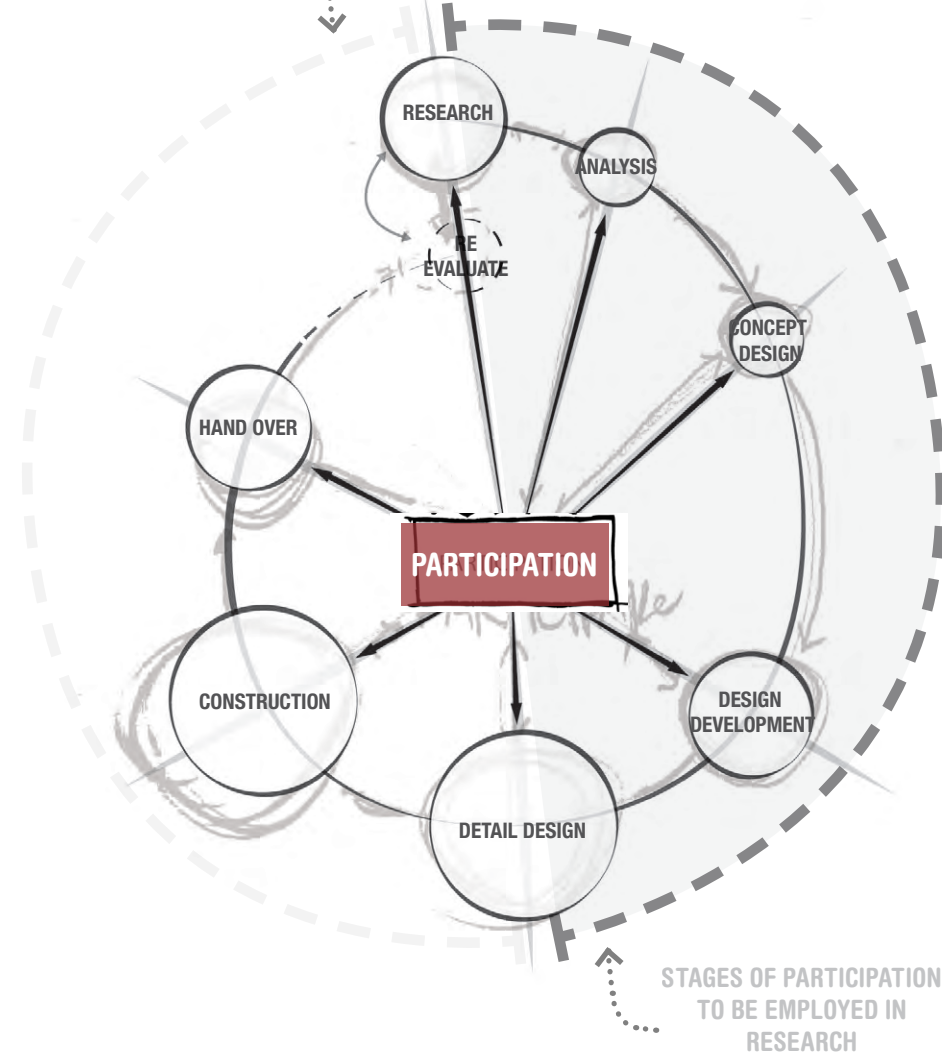 RESEARCH
ANALYSIS
RE
EVALUATE
CONCEPT
DESIGN
HAND OVER
PARTICIPATION
DESIGN
DEVELOPMENT
CONSTRUCTION
DETAIL DESIGN
STAGES OF PARTICIPATION
TO BE EMPLOYED IN
RESEARCH